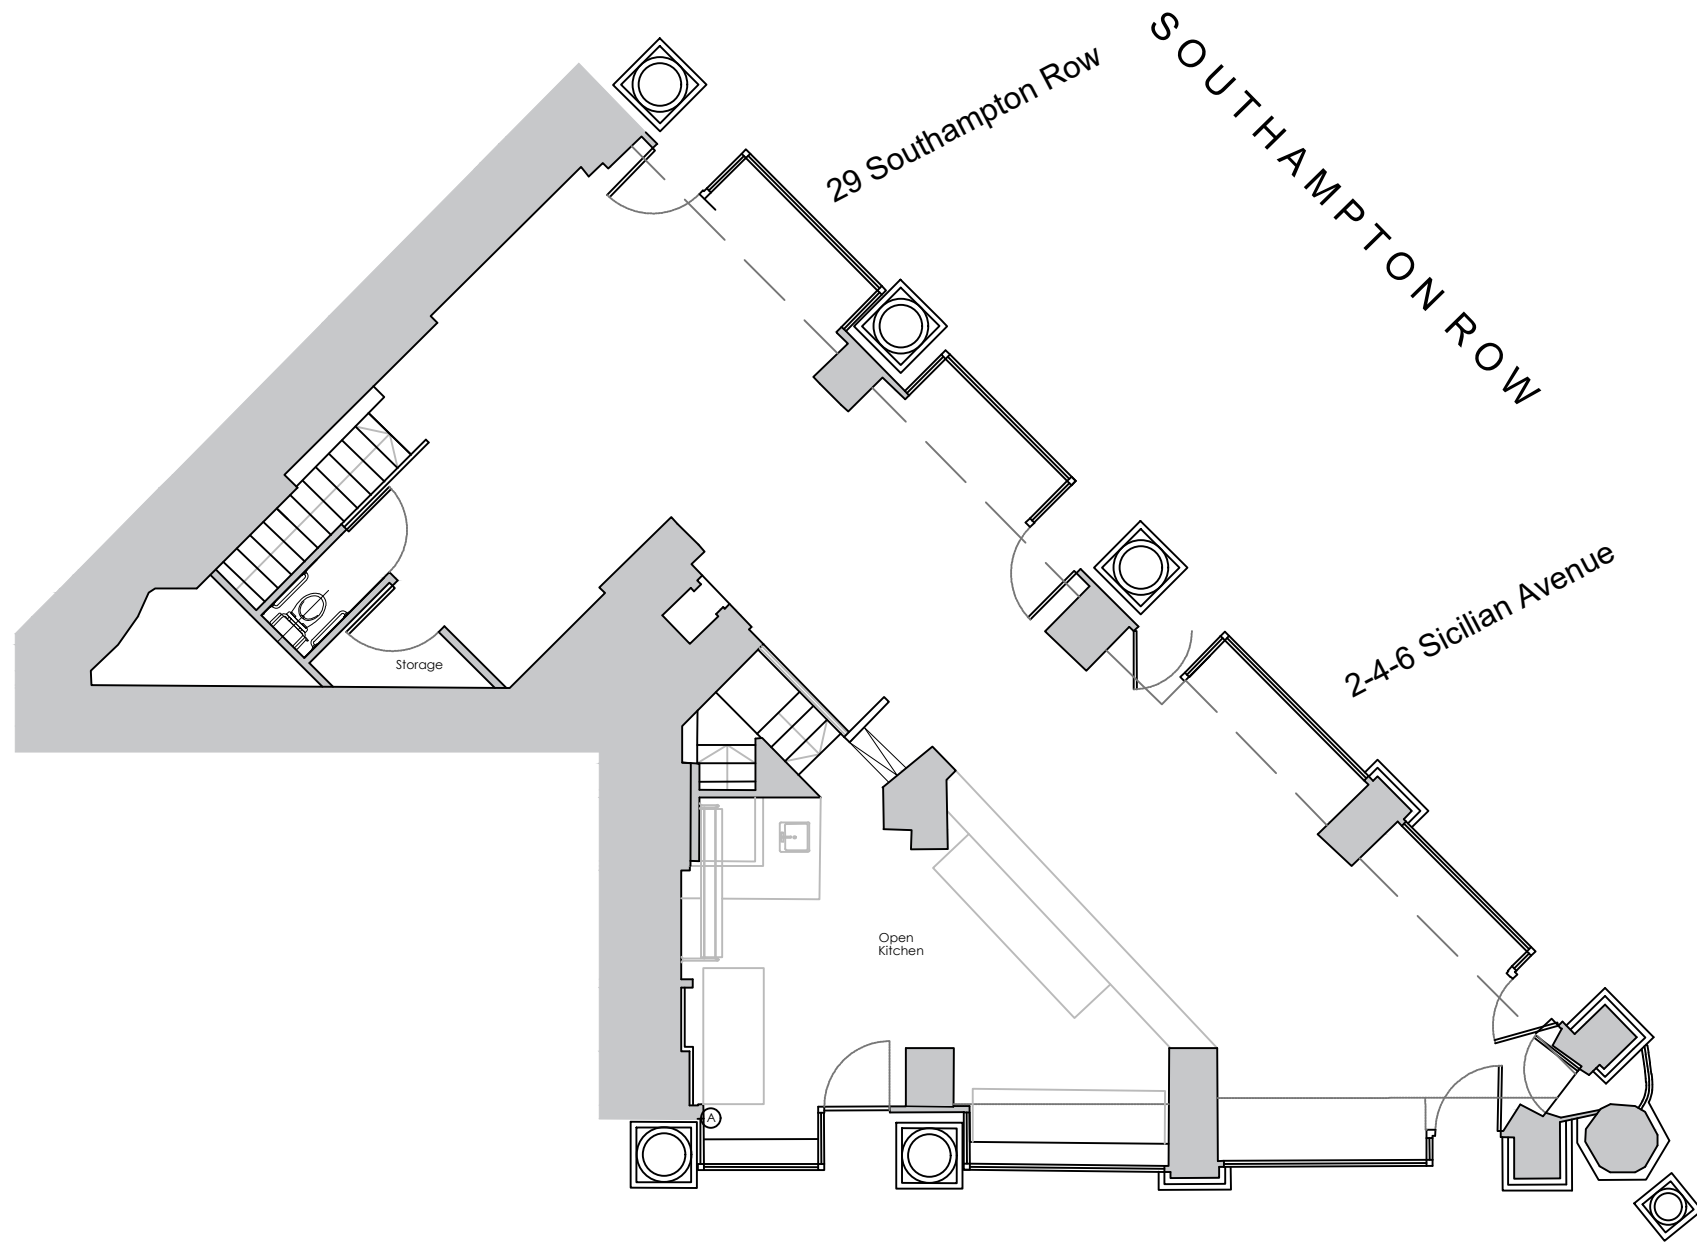 SOUTHAMPTON ROW
29 Southampton Row
2-4-6 Sicilian Avenue
Storage
Open
Kitchen
A